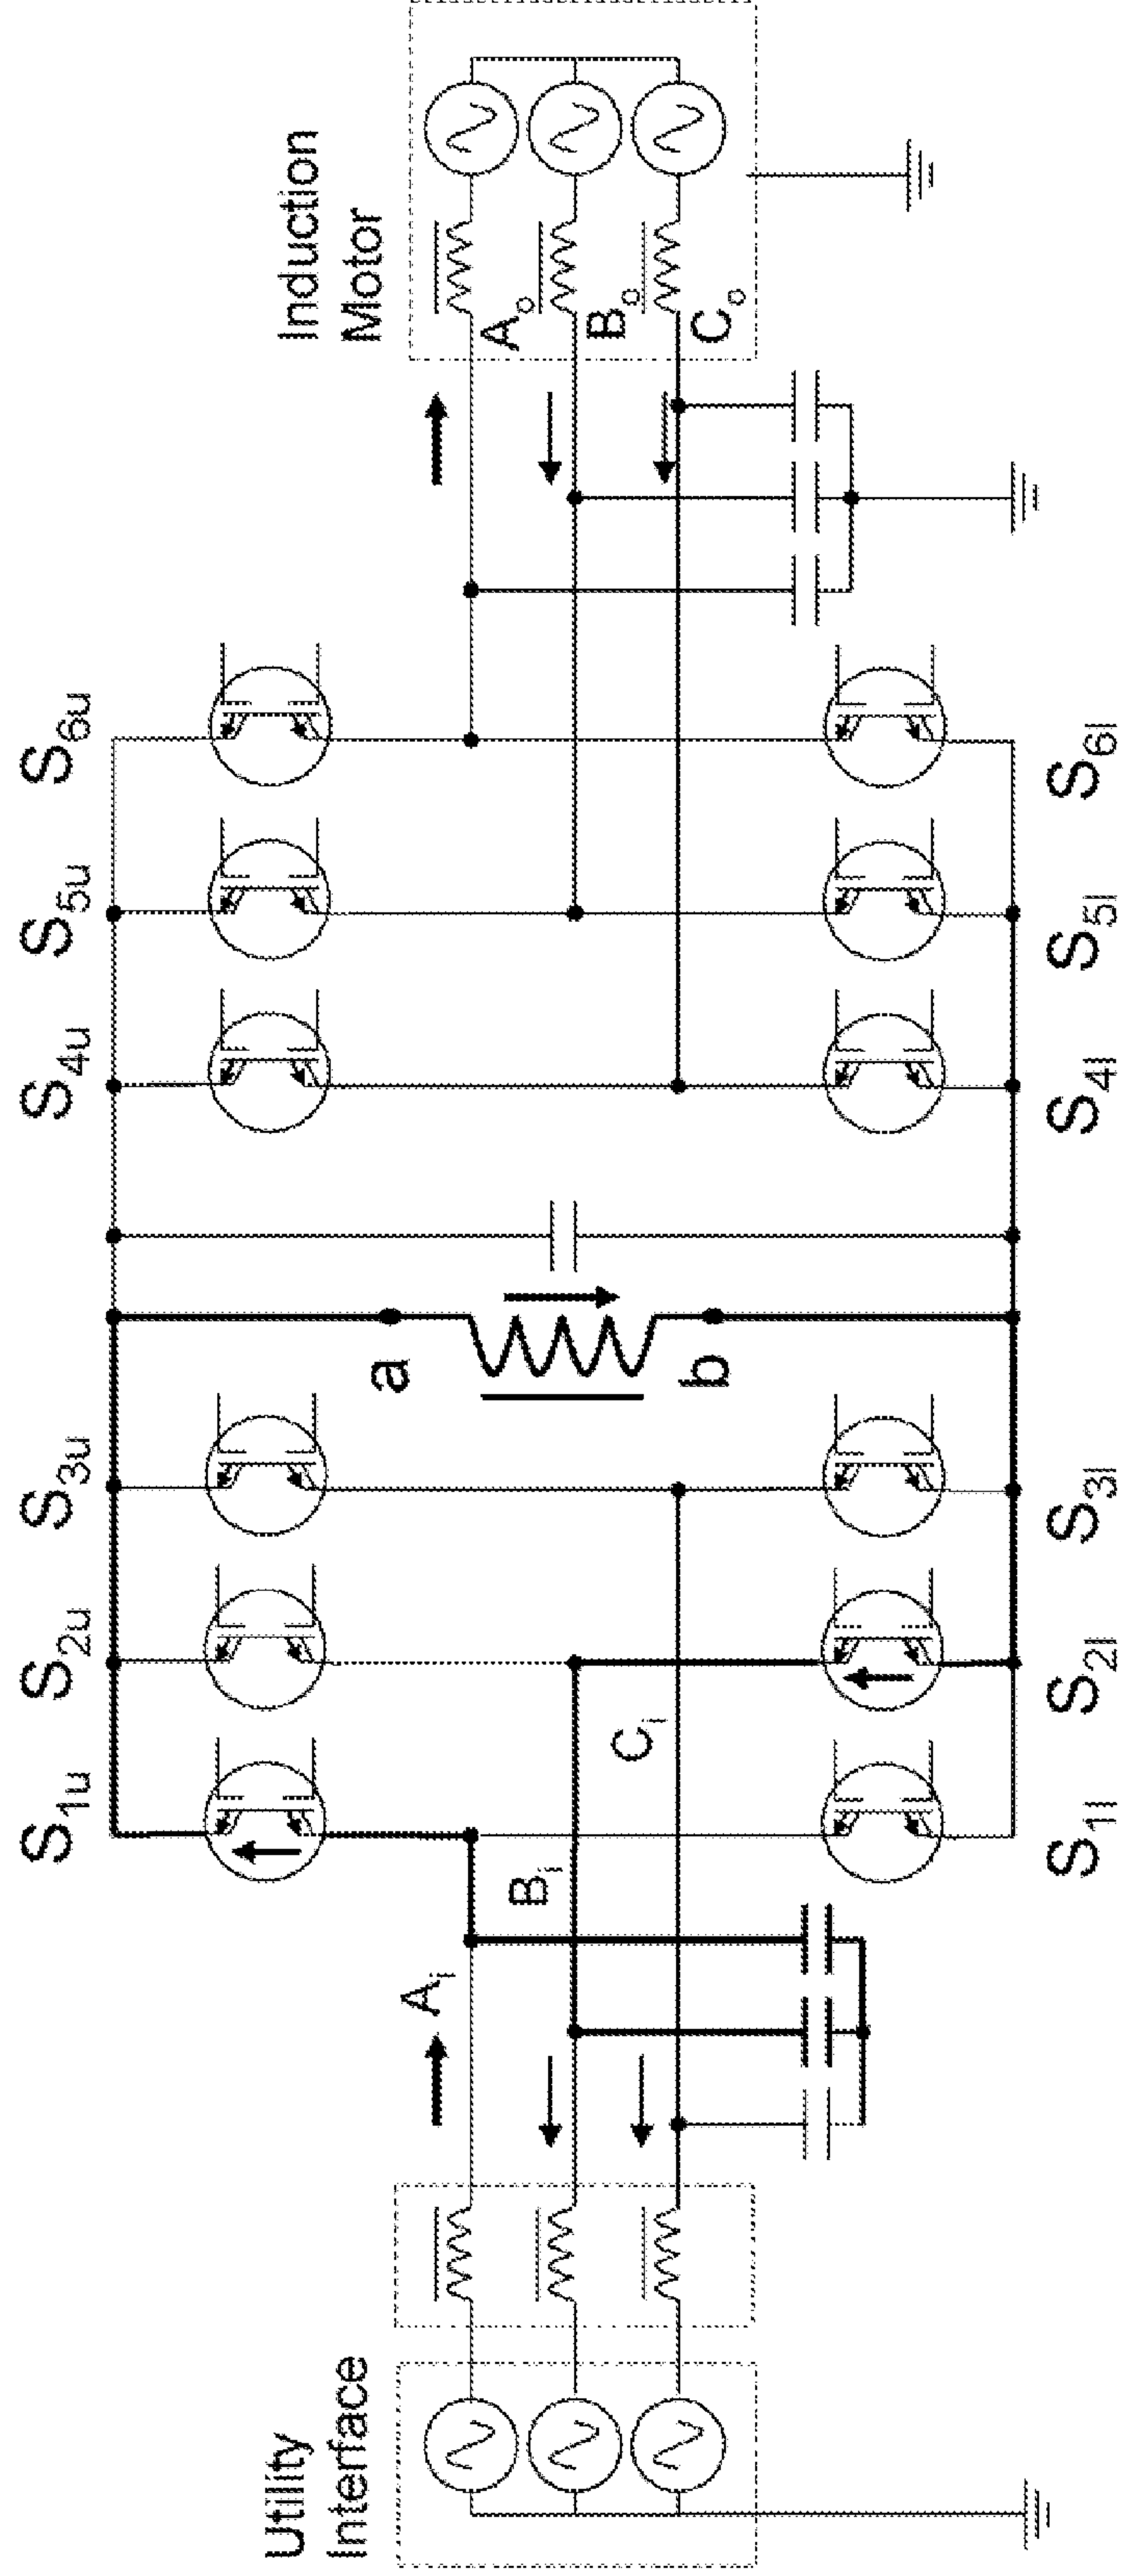 Utility
Interface
Induction
Motor
S1u
S2u
S3u
S4u
S5u
S6u
Ai
Bi
Ci
a
b
Ao
Bo
Co
S1l
S2l
S3l
S4l
S5l
S6l